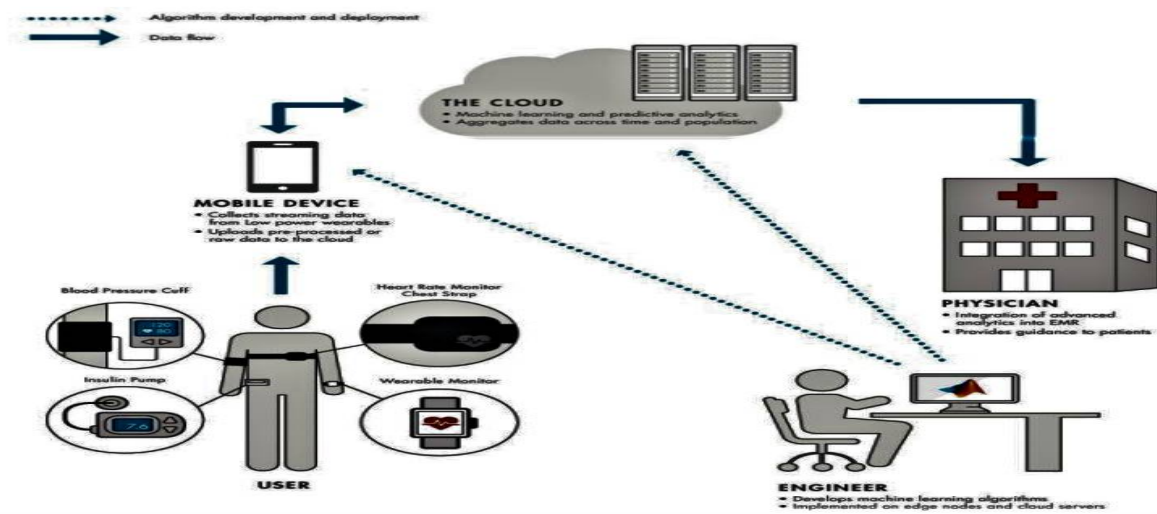 Algorithm development and deployment
Data flow
THE CLOUD
• Machine learning and predictive analytics
• Aggregates data across time and population
MOBILE DEVICE
• Collects streaming data
from Low power wearables
• Uploads pre-processed or
raw data to the cloud
Blood Pressure Cuff
120
80
Heart Rate Monitor
Chest Strap
Insulin Pump
7.6
Wearable Monitor
USER
PHYSICIAN
• Integration of advanced
analytics into EMR
• Provides guidance to patients
ENGINEER
• Develops machine learning algorithms
• Implemented on edge nodes and cloud servers